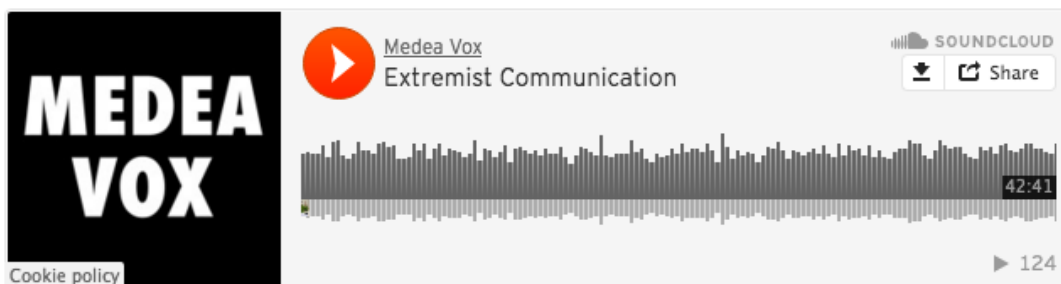 MEDEA
VOX
Cookie policy
Medea Vox
Extremist Communication
SOUNDCLOUD
Share
42:41
124